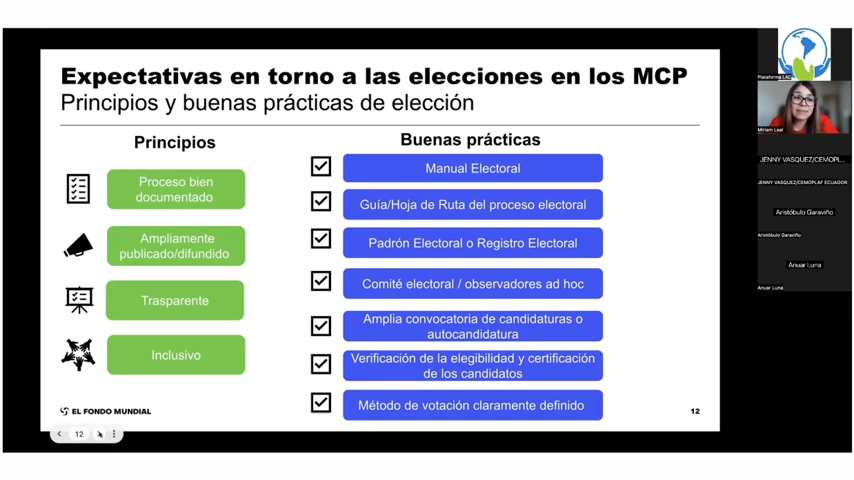 Expectativas en torno a las elecciones en los MCP
Principios y buenas prácticas de elección
Principios
Proceso bien
documentado
Ampliamente
publicado/difundido
Trasparente
Inclusivo
Buenas prácticas
Manual Electoral
Guía/Hoja de Ruta del proceso electoral
Padrón Electoral o Registro Electoral
Comité electoral / observadores ad hoc
Amplia convocatoria de candidaturas o
autocandidatura
Verificación de la elegibilidad y certificación
de los candidatos
Método de votación claramente definido
EL FONDO MUNDIAL
12
12
Plataforma LAC
Miriam Leal
JENNY VASQUEZ/CEMOPL...
JENNY VASQUEZ/CEMOPLAF ECUADOR
Aristóbulo Garaviño
Aristóbulo Garaviño
Anuar Luna
Anuar Luna